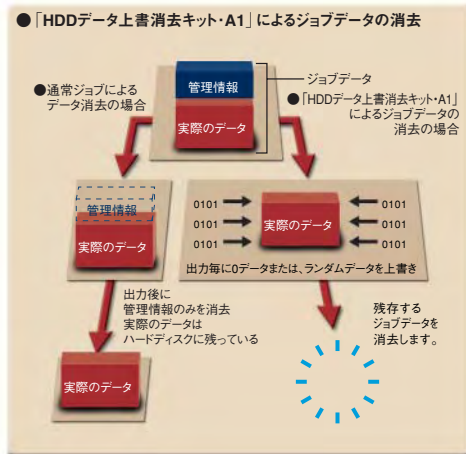 ●「HDDデータ上書消去キット・A1」によるジョブデータの消去
●通常ジョブによる
データ消去の場合
管理情報
実際のデータ
ジョブデータ
●「HDDデータ上書消去キット・A1」
によるジョブデータの
消去の場合
管理情報
実際のデータ
0101
0101
0101
実際のデータ
0101
0101
0101
出力毎に0データまたは、ランダムデータを上書き
出力後に
管理情報のみを消去
実際のデータは
ハードディスクに残っている
残存する
ジョブデータを
消去します。
実際のデータ